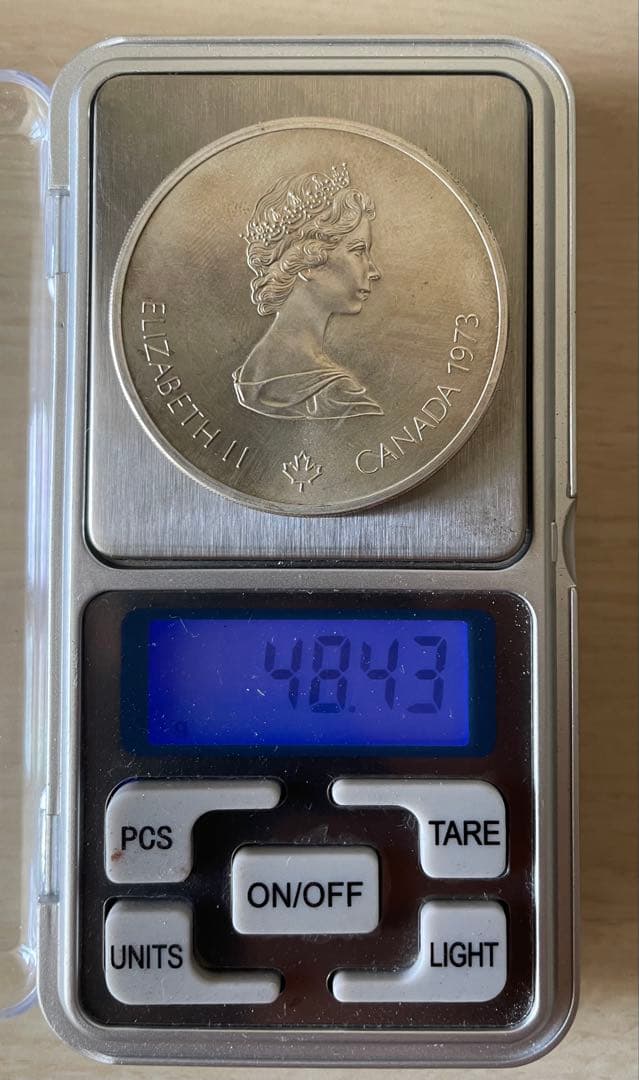 ELIZABETH II
CANADA 1973
48.43
g
PCS
TARE
ON/OFF
UNITS
LIGHT